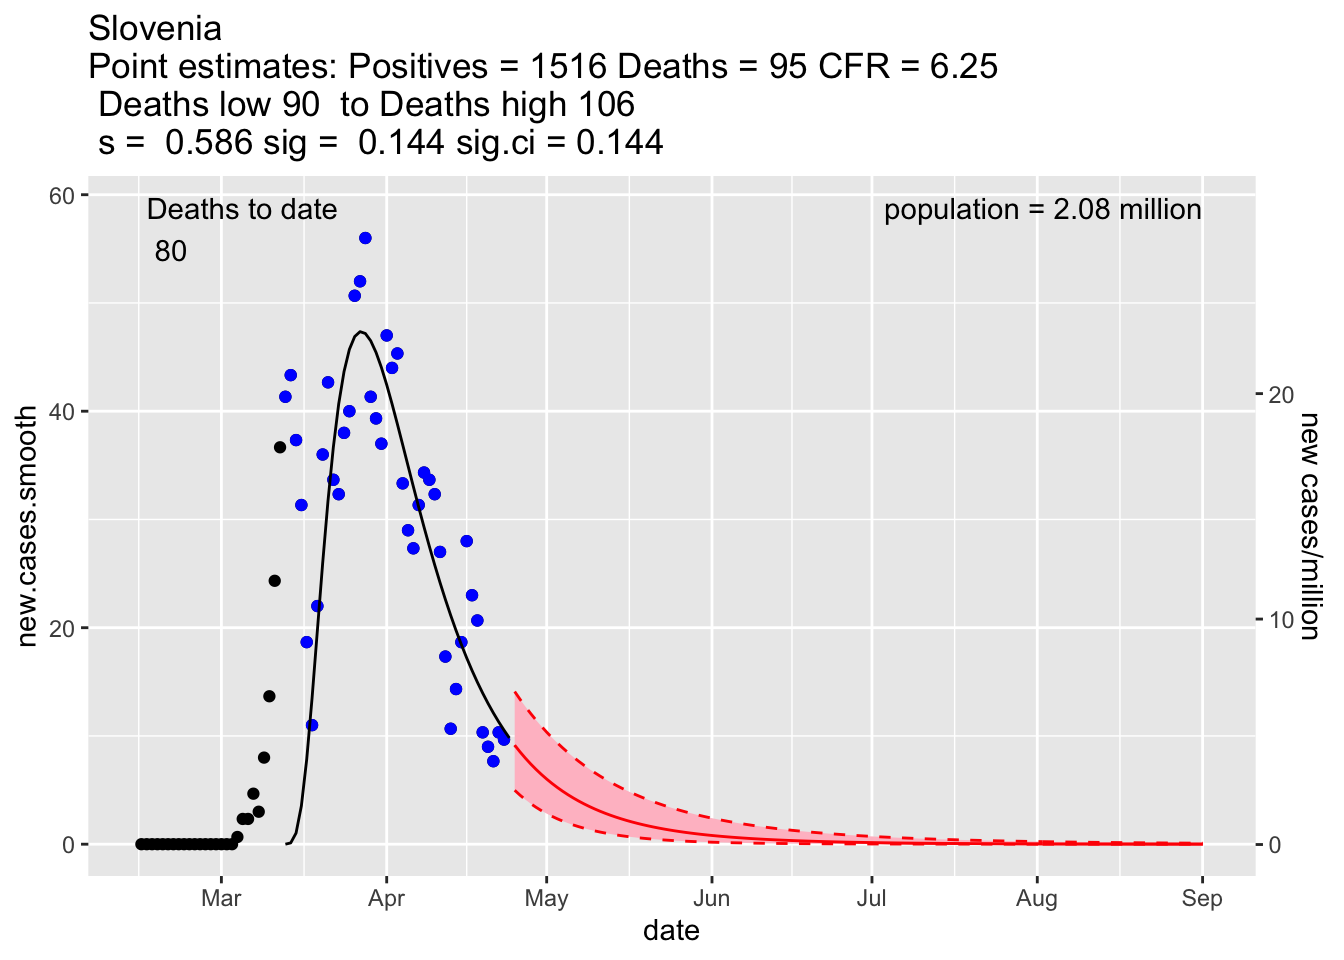 Slovenia
Point estimates: Positives = 1516 Deaths = 95 CFR = 6.25
Deaths low 90  to Deaths high 106
s =  0.586 sig =  0.144 sig.ci = 0.144
Deaths to date
80
population = 2.08 million
60
40
20
0
new.cases.smooth
20
10
0
new cases/million
Mar
Apr
May
Jun
Jul
Aug
Sep
date